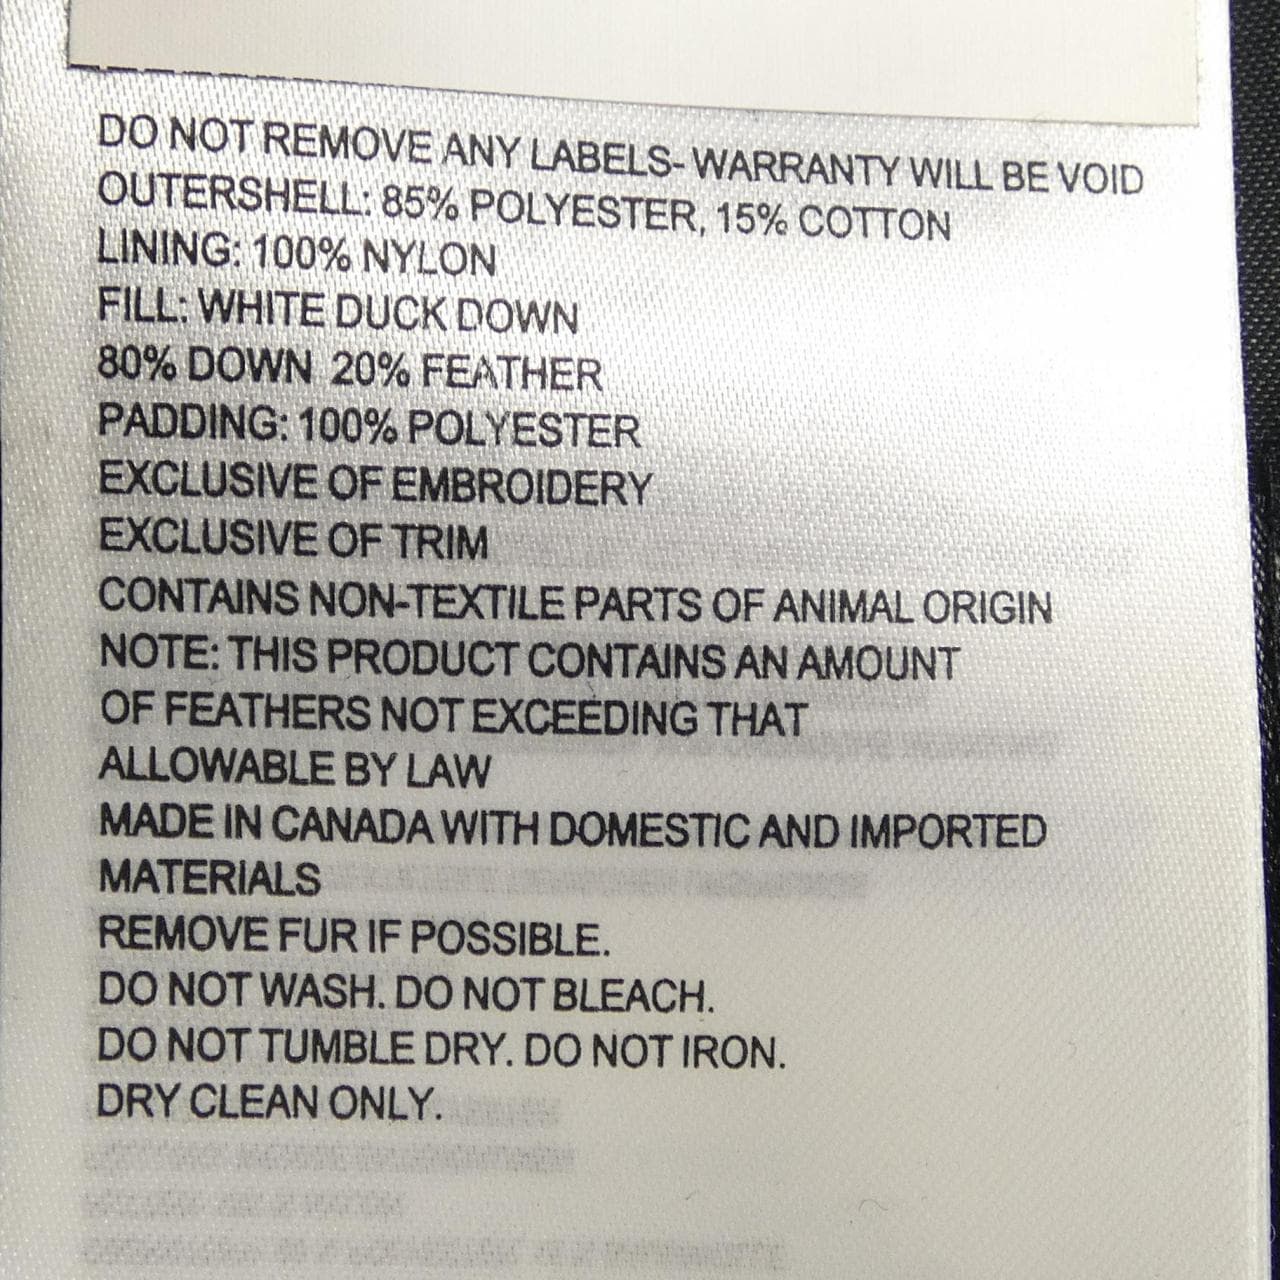 DO NOT REMOVE ANY LABELS- WARRANTY WILL BE VOID
OUTERSHELL: 85% POLYESTER, 15% COTTON
LINING: 100% NYLON
FILL: WHITE DUCK DOWN
80% DOWN 20% FEATHER
PADDING: 100% POLYESTER
EXCLUSIVE OF EMBROIDERY
EXCLUSIVE OF TRIM
CONTAINS NON-TEXTILE PARTS OF ANIMAL ORIGIN
NOTE: THIS PRODUCT CONTAINS AN AMOUNT
OF FEATHERS NOT EXCEEDING THAT
ALLOWABLE BY LAW
MADE IN CANADA WITH DOMESTIC AND IMPORTED
MATERIALS
REMOVE FUR IF POSSIBLE.
DO NOT WASH. DO NOT BLEACH.
DO NOT TUMBLE DRY. DO NOT IRON.
DRY CLEAN ONLY.